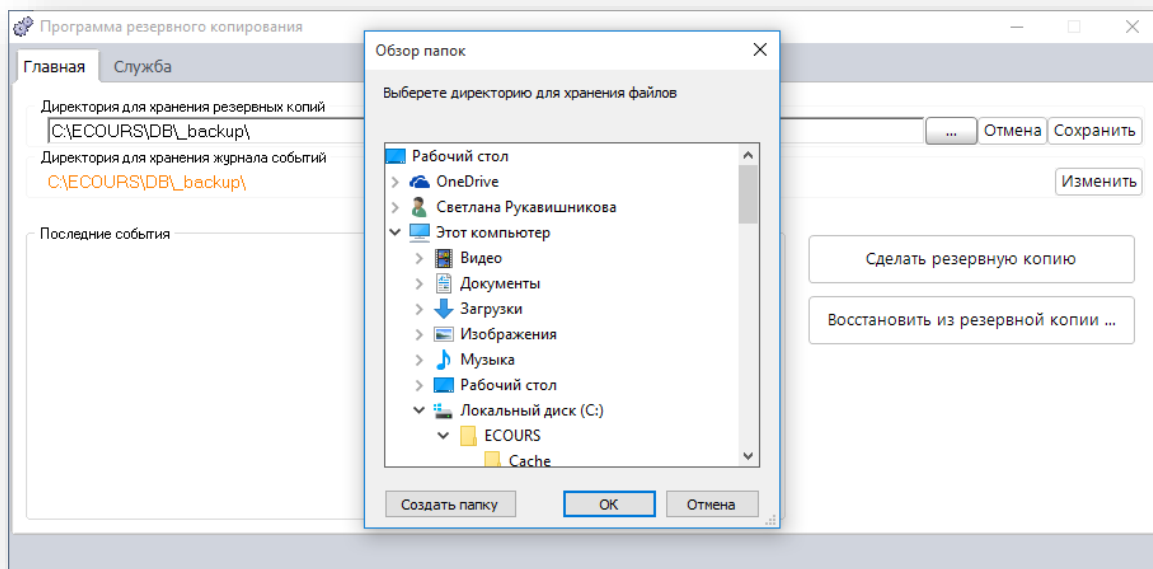 Программа резервного копирования
Главная Служба
Директория для хранения резервных копий
C:\ECOURS\DB\_backup\
... Отмена Сохранить
Директория для хранения журнала событий
C:\ECOURS\DB\_backup\
Изменить
Последние события
Сделать резервную копию
Восстановить из резервной копии ...
Обзор папок
Выберете директорию для хранения файлов
Рабочий стол
OneDrive
Светлана Рукавишникова
Этот компьютер
Видео
Документы
Загрузки
Изображения
Музыка
Рабочий стол
Локальный диск (C:)
ECOURS
Cache
Создать папку OK Отмена